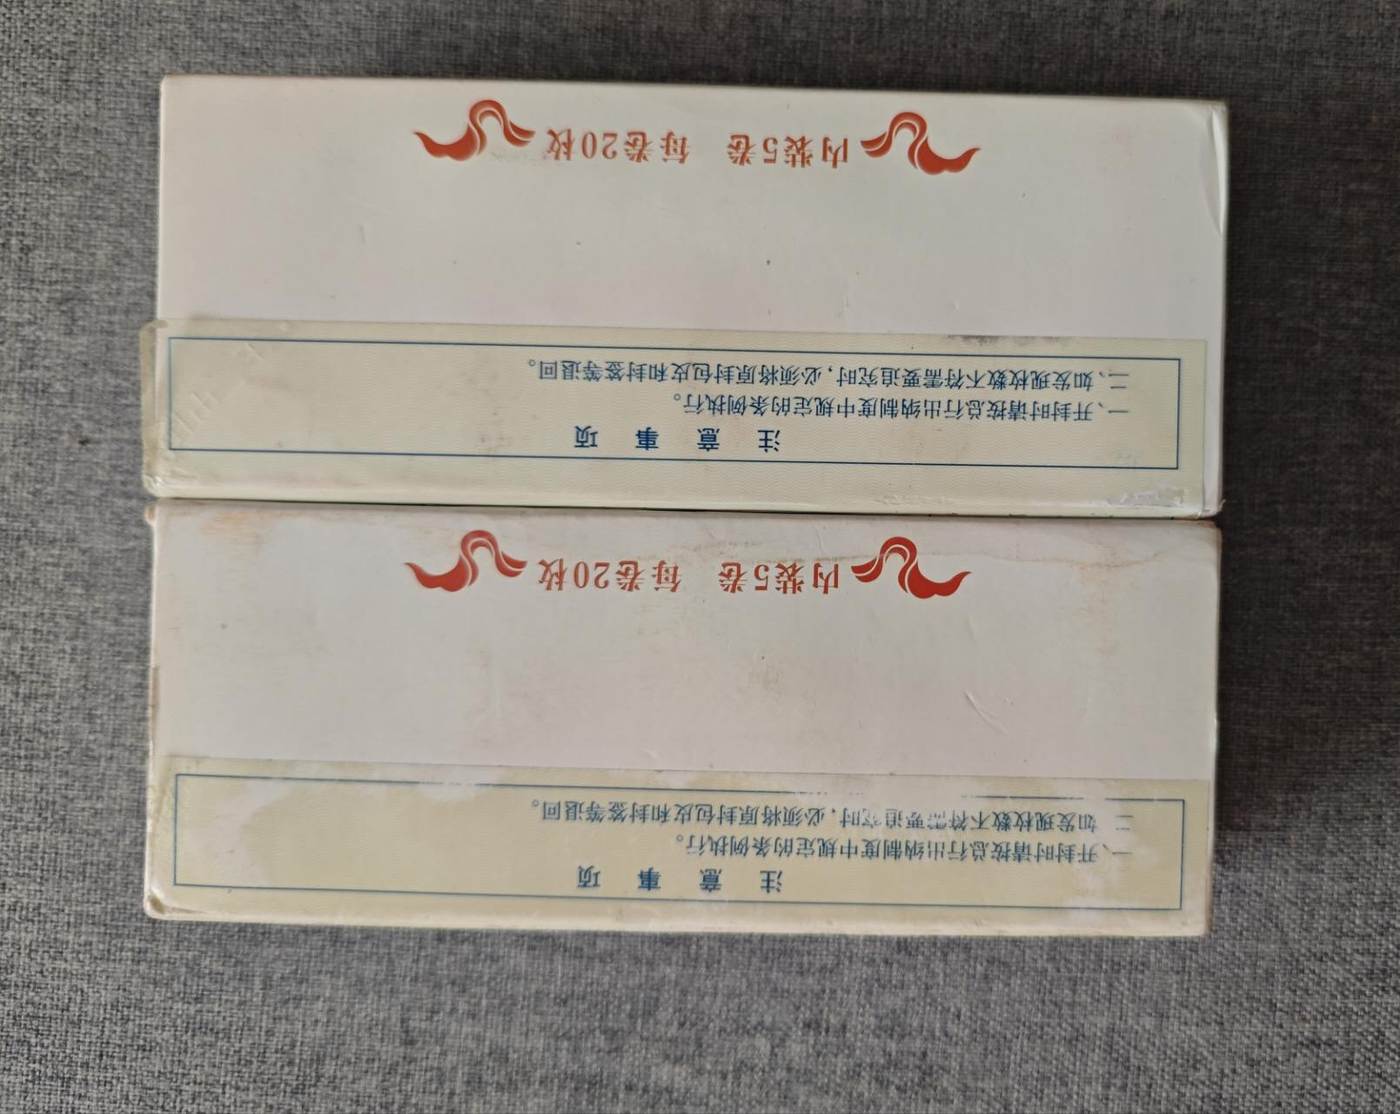 注意事项
一、开封时请按总行出纳制度中规定的条例执行。
二、如发现枚数不符需要追究时，必须将原封包皮和封签等退回。
内装5卷 每卷20枚
注意事项
一、开封时请按总行出纳制度中规定的条例执行。
二、如发现枚数不符需要追究时，必须将原封包皮和封签等退回。
内装5卷 每卷20枚